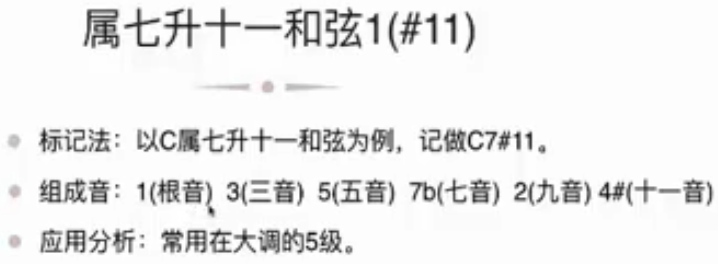 属七升十一和弦1(#11)
标记法：以C属七升十一和弦为例，记做C7#11。
组成音：1(根音) 3(三音) 5(五音) 7b(七音) 2(九音) 4#(十一音)
应用分析：常用在大调的5级。